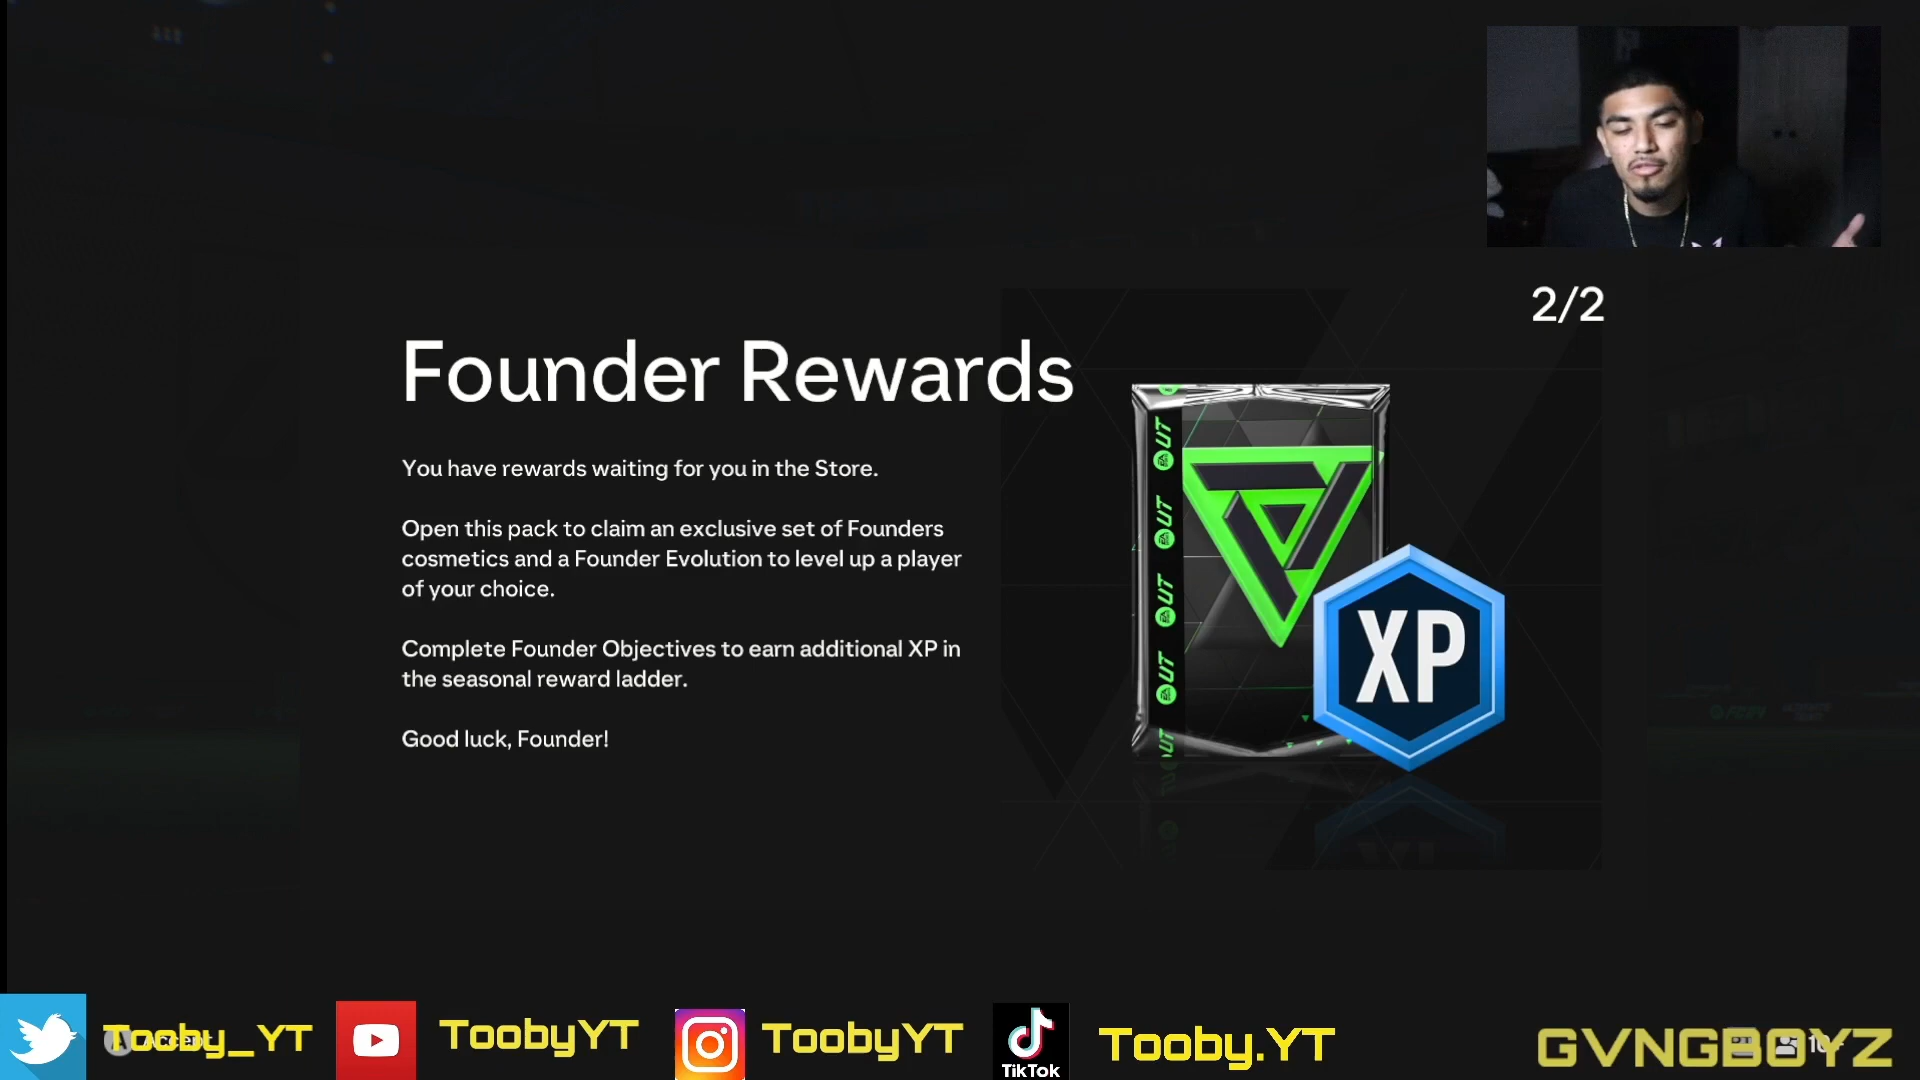 2/2
Founder Rewards
You have rewards waiting for you in the Store.
Open this pack to claim an exclusive set of Founders
cosmetics and a Founder Evolution to level up a player
of your choice.
Complete Founder Objectives to earn additional XP in
the seasonal reward ladder.
Good luck, Founder!
UT
UT
UT
UT
UT
XP
Tooby_YT
Accept
ToobyYT
ToobyYT
TikTok
Tooby.YT
GVNGBOYZ